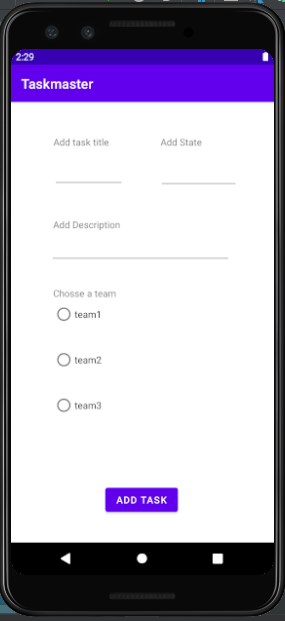 2:29
Taskmaster
Add task title Add State
Add Description
Chosse a team
team1
team2
team3
ADD TASK